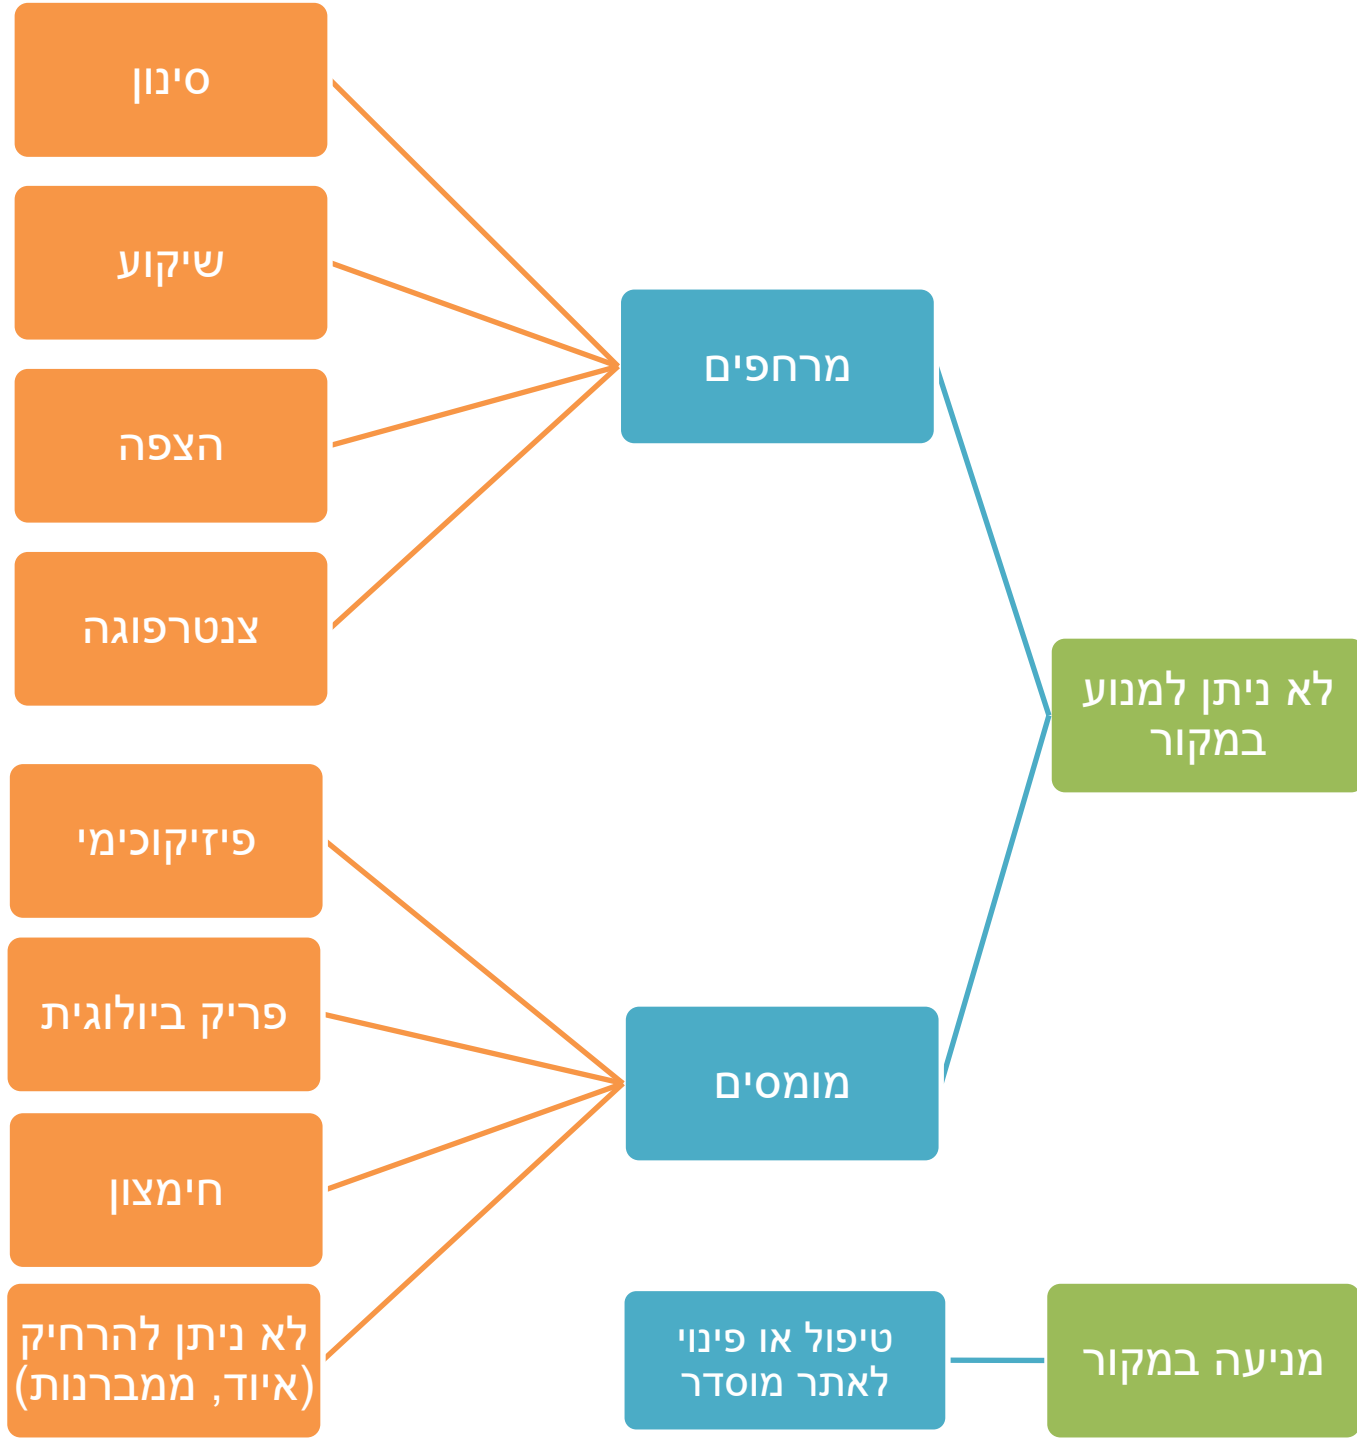 לא ניתן למנוע
במקור
מרחפים
סינון
שיקוע
הצפה
צנטרפוגה
מומסים
פיזיקוכימי
פריק ביולוגית
חימצון
לא ניתן להרחיק
(איוד, ממברנות)
מניעה במקור
טיפול או פינוי
לאתר מוסדר